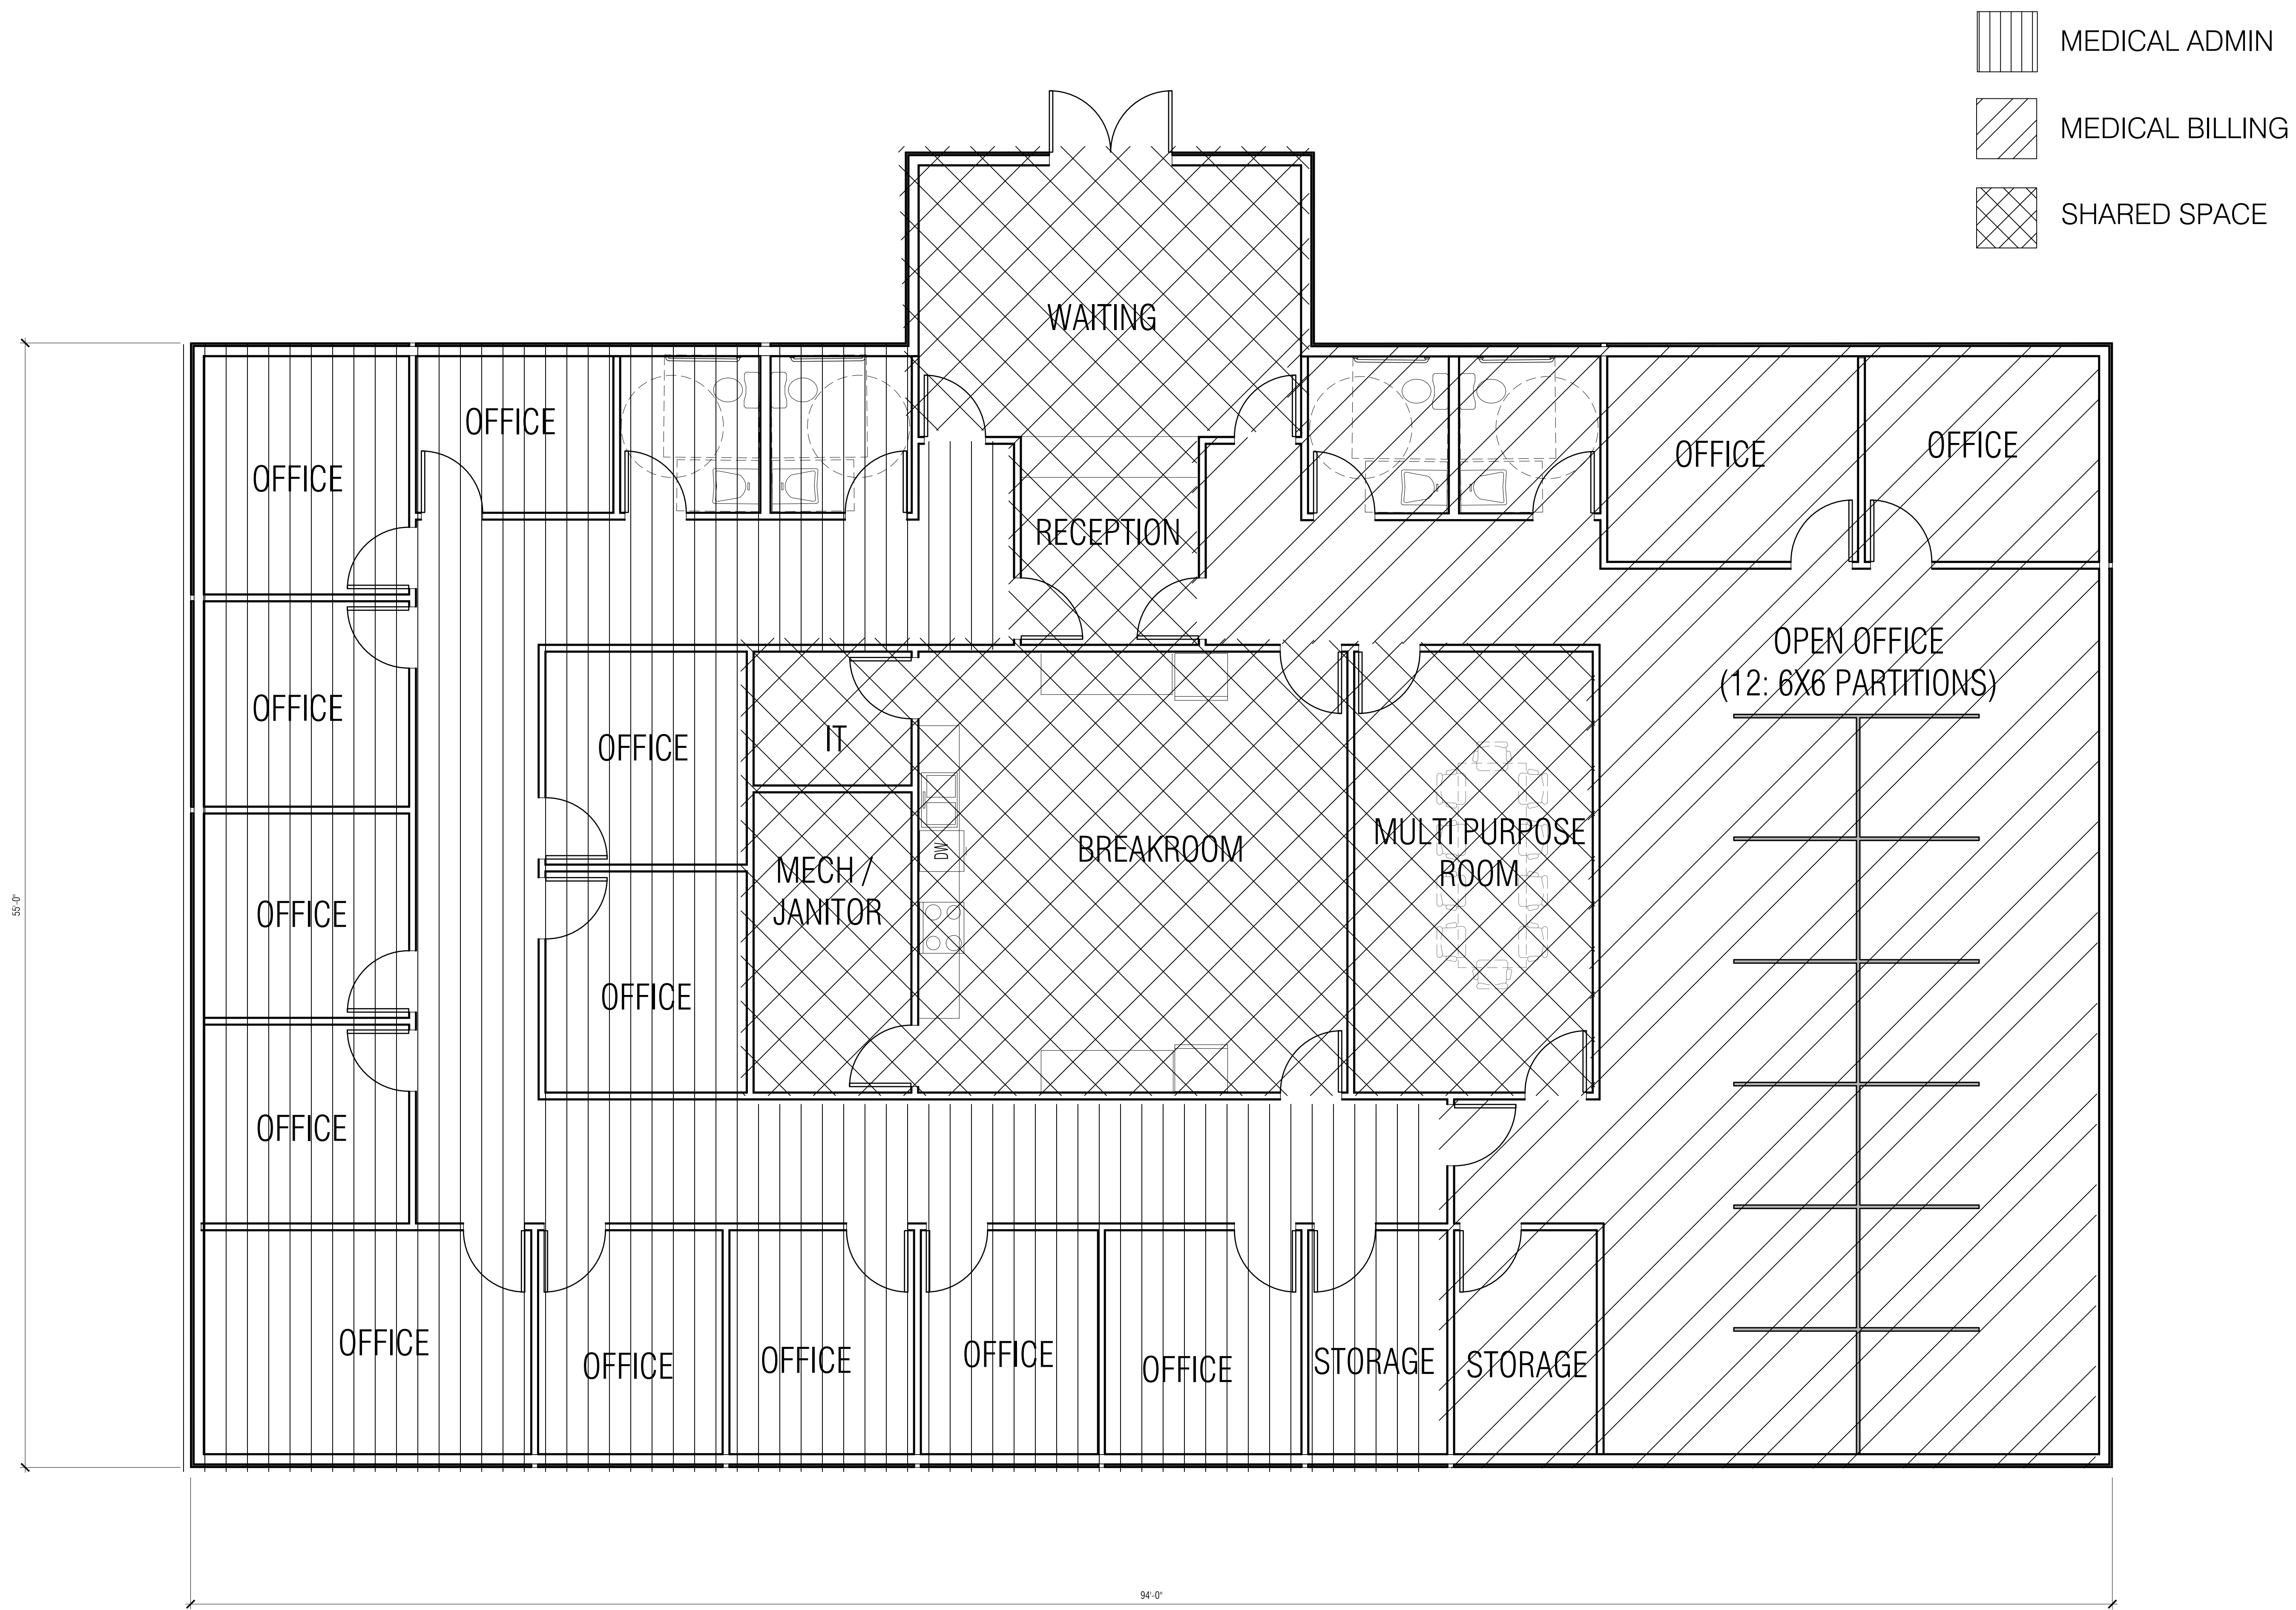 MEDICAL ADMIN
MEDICAL BILLING
SHARED SPACE
WAITING
OFFICE
OFFICE
OFFICE
OFFICE
RECEPTION
OPEN OFFICE
(12: 6X6 PARTITIONS)
OFFICE
OFFICE
IT
BREAKROOM
MULTI PURPOSE
ROOM
DW
MECH /
JANITOR
OFFICE
OFFICE
OFFICE
55'-0"
OFFICE
OFFICE
OFFICE
OFFICE
OFFICE
STORAGE
STORAGE
94'-0"